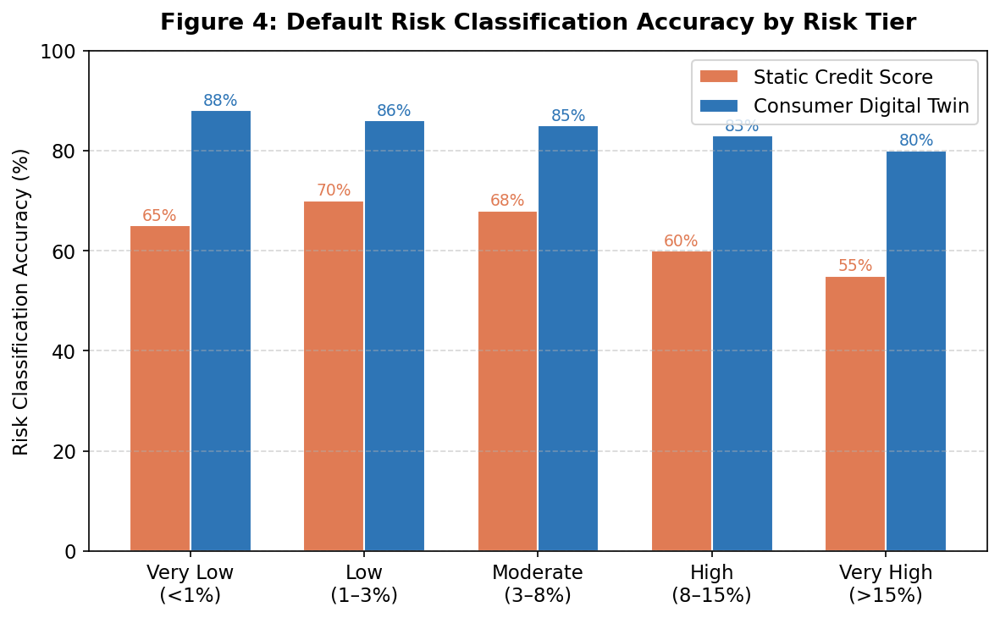 Figure 4: Default Risk Classification Accuracy by Risk Tier
Risk Classification Accuracy (%)
100
80
60
40
20
0
Static Credit Score
Consumer Digital Twin
65%
88%
70%
86%
68%
85%
60%
83%
55%
80%
Very Low
(<1%)
Low
(1–3%)
Moderate
(3–8%)
High
(8–15%)
Very High
(>15%)